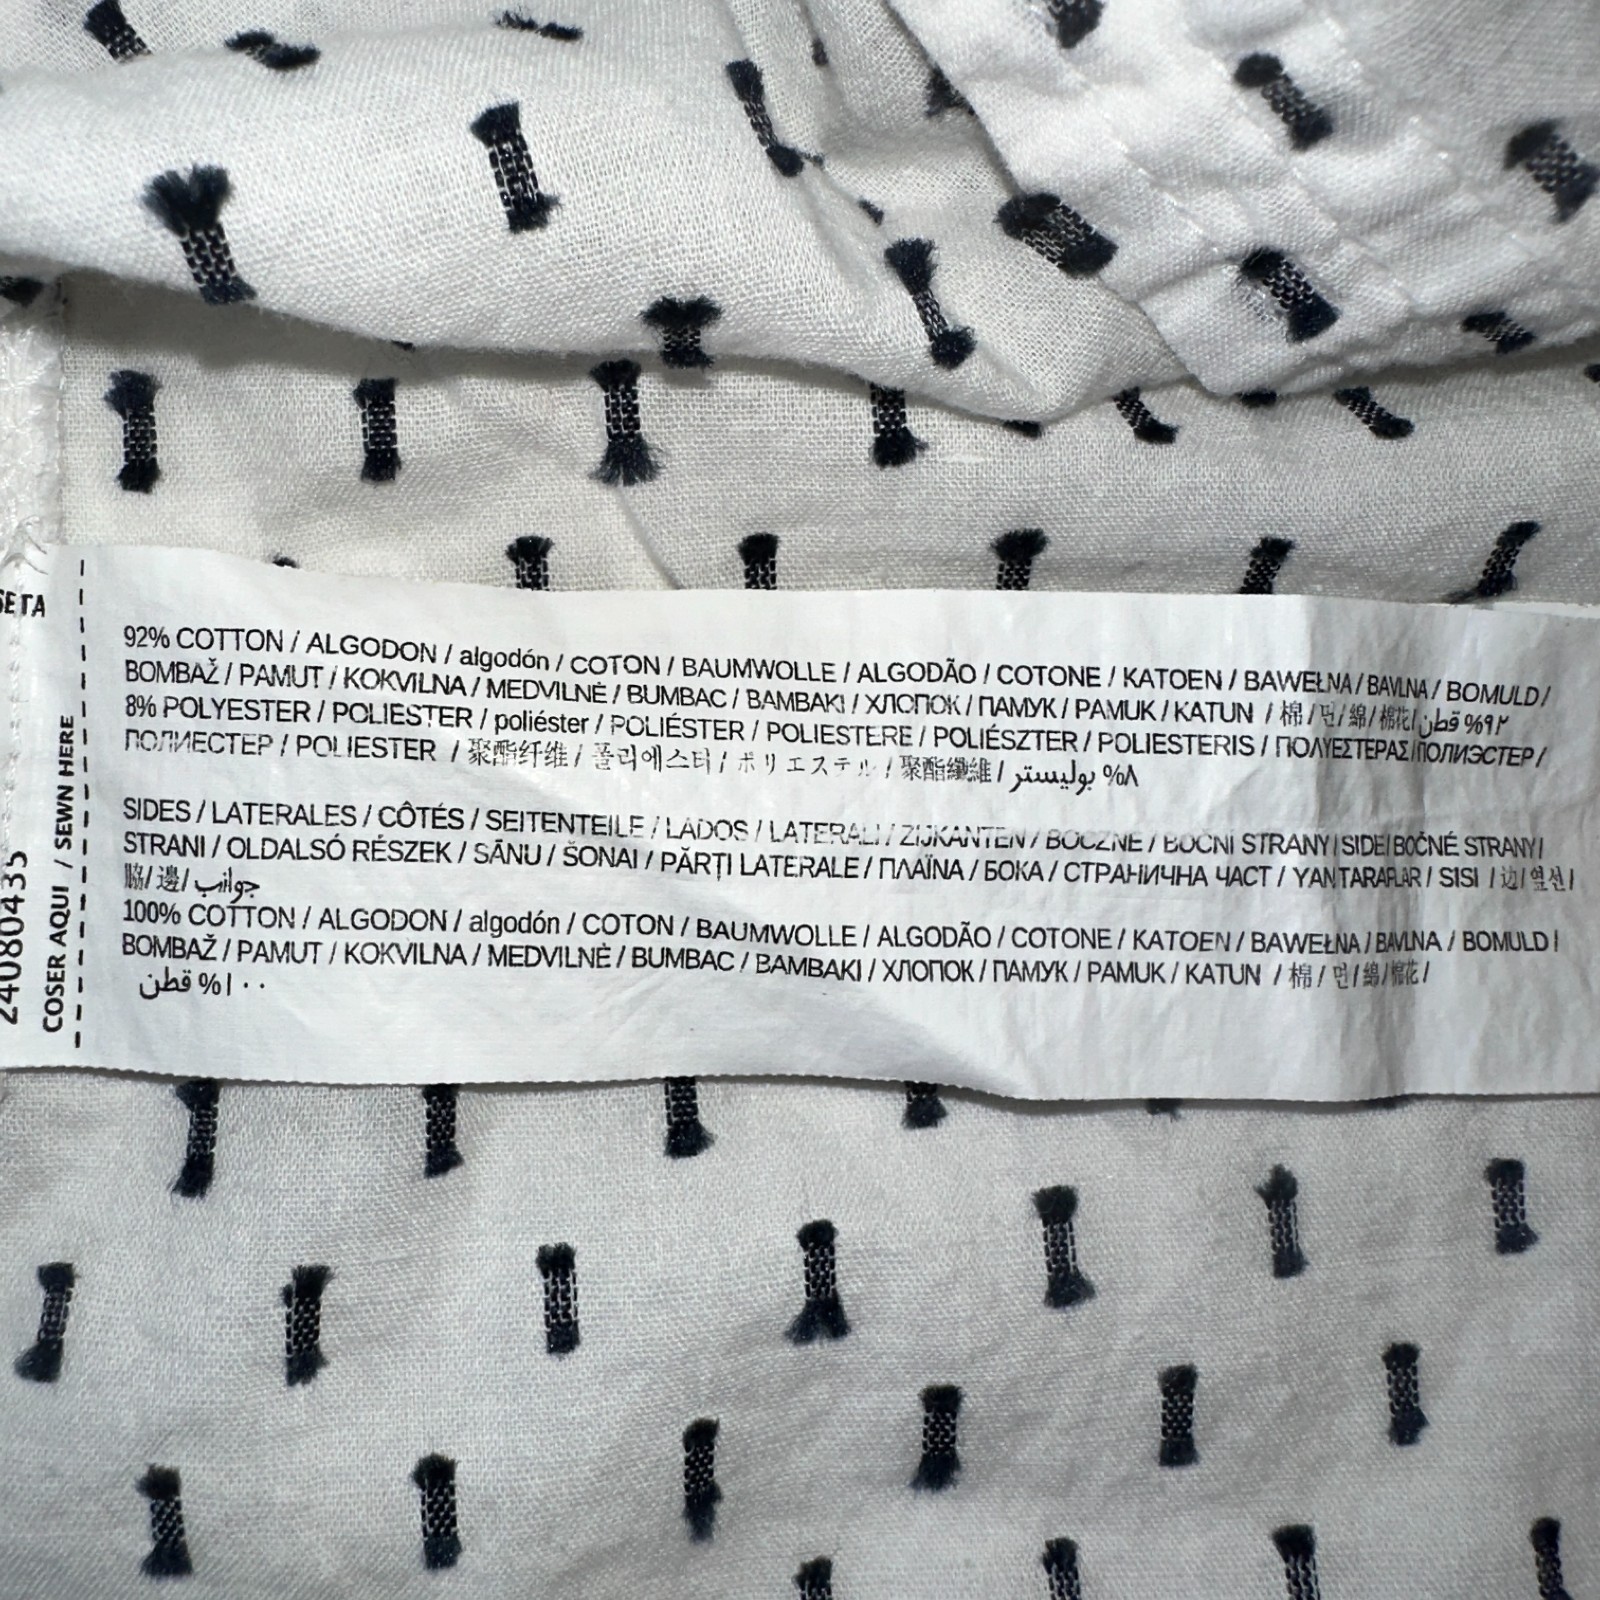 92% COTTON / ALGODON / algodón / COTON / BAUMWOLLE / ALGODÃO / COTONE / KATOEN / BAWEŁNA / BAVLNA / BOMULD /
BOMBAŽ / PAMUT / KOKVILNA / MEDVILNĖ / BUMBAC / BAMBAKI / ХЛОПОК / ПАМУК / PAMUK / KATUN / 棉 / 면 / 綿 / 棉花 / قطن %٩٢
8% POLYESTER / POLIESTER / poliéster / POLIÉSTER / POLIESTERE / POLIÉSZTER / POLIESTERIS / ΠΟΛΥΕΣΤΕΡΑΣ / ПОЛИЭСТЕР /
ПОЛИЕСТЕР / POLIESTER / 聚酯纤维 / 폴리에스터 / ポリエステル / 聚酯纖維 / بوليستر %٨
SIDES / LATERALES / CÔTÉS / SEITENTEILE / LADOS / LATERALI / ZIJKANTEN / BOCZNE / BOČNÍ STRANY / SIDE / BOČNÉ STRANY /
STRANI / OLDALSÓ RÉSZEK / SĀNU / ŠONAI / PĂRȚI LATERALE / ΠΛΑΪΝΑ / БОКА / СТРАНИЧНА ЧАСТ / YAN TARAFLAR / SISI / 边 / 옆선 /
脇 / 邊 / جوانب
100% COTTON / ALGODON / algodón / COTON / BAUMWOLLE / ALGODÃO / COTONE / KATOEN / BAWEŁNA / BAVLNA / BOMULD /
BOMBAŽ / PAMUT / KOKVILNA / MEDVILNĖ / BUMBAC / BAMBAKI / ХЛОПОК / ПАМУК / PAMUK / KATUN / 棉 / 면 / 綿 / 棉花 /
قطن %١٠٠
COSER AQUI / SEWN HERE